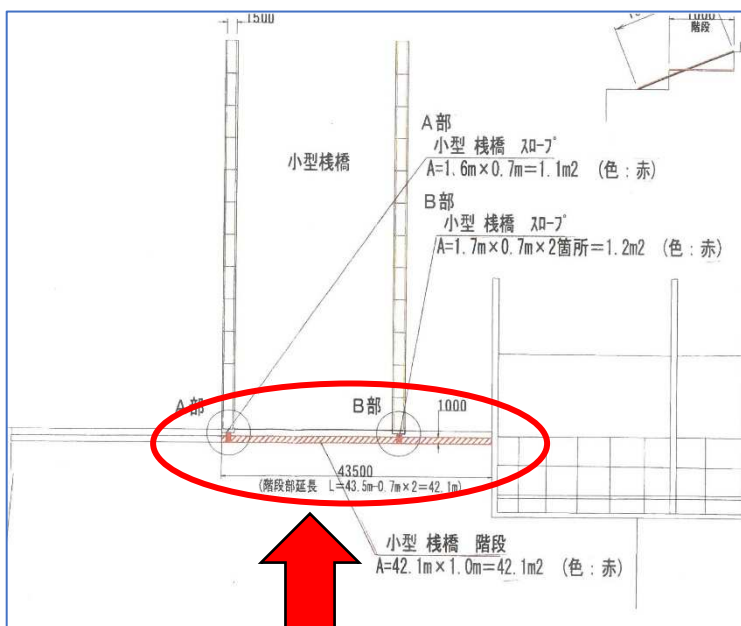 1500
1000
階段
A部
小型 桟橋 スロープ
A=1.6m×0.7m=1.1m2 (色:赤)
小型桟橋
B部
小型 桟橋 スロープ
A=1.7m×0.7m×2箇所=1.2m2 (色:赤)
A部
B部
1000
43500
(階段部延長 L=43.5m-0.7m×2=42.1m)
小型 桟橋 階段
A=42.1m×1.0m=42.1m2 (色:赤)